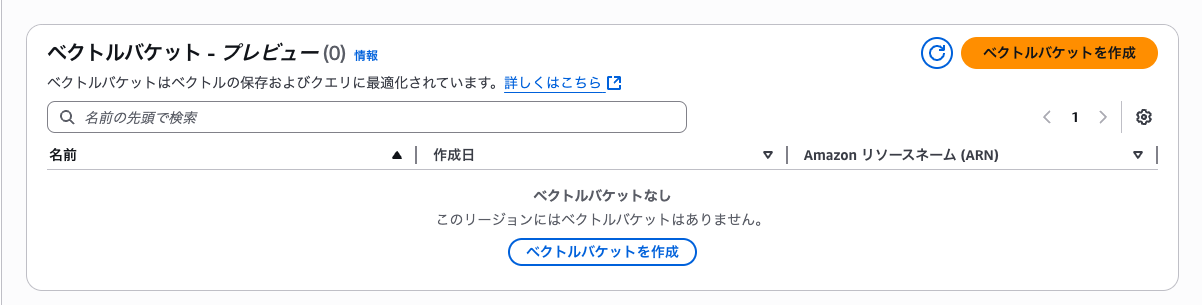 ベクトルバケット - プレビュー (0) 情報
ベクトルバケットを作成
ベクトルバケットはベクトルの保存およびクエリに最適化されています。詳しくはこちら
名前の先頭で検索
1
名前 作成日 Amazon リソースネーム (ARN)
ベクトルバケットなし
このリージョンにはベクトルバケットはありません。
ベクトルバケットを作成